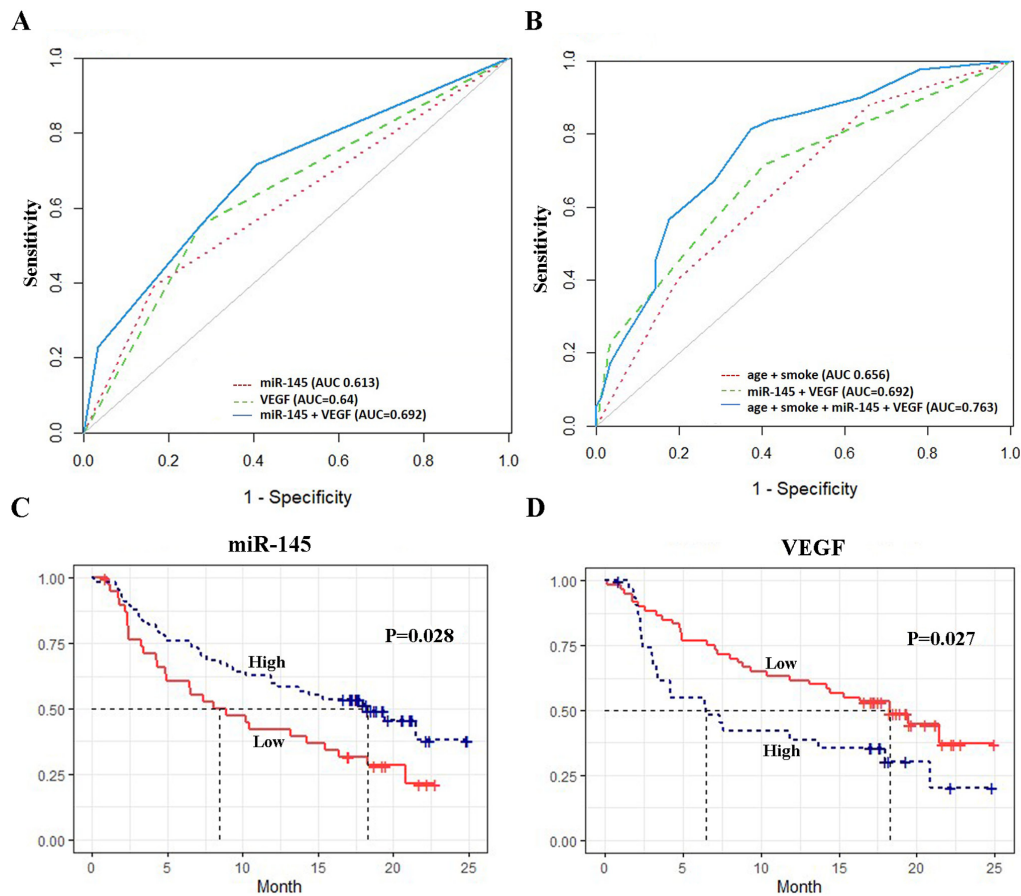 A
1.0
0.8
0.6
0.4
0.2
0.0
Sensitivity
miR-145 (AUC 0.613)
VEGF (AUC=0.64)
miR-145 + VEGF (AUC=0.692)
0.0 0.2 0.4 0.6 0.8 1.0
1 - Specificity
B
1.0
0.8
0.6
0.4
0.2
0.0
Sensitivity
age + smoke (AUC 0.656)
miR-145 + VEGF (AUC=0.692)
age + smoke + miR-145 + VEGF (AUC=0.763)
0.0 0.2 0.4 0.6 0.8 1.0
1 - Specificity
C
miR-145
1.00
0.75
0.50
0.25
0.00
P=0.028
High
Low
0 5 10 15 20 25
Month
D
VEGF
1.00
0.75
0.50
0.25
0.00
P=0.027
Low
High
0 5 10 15 20 25
Month